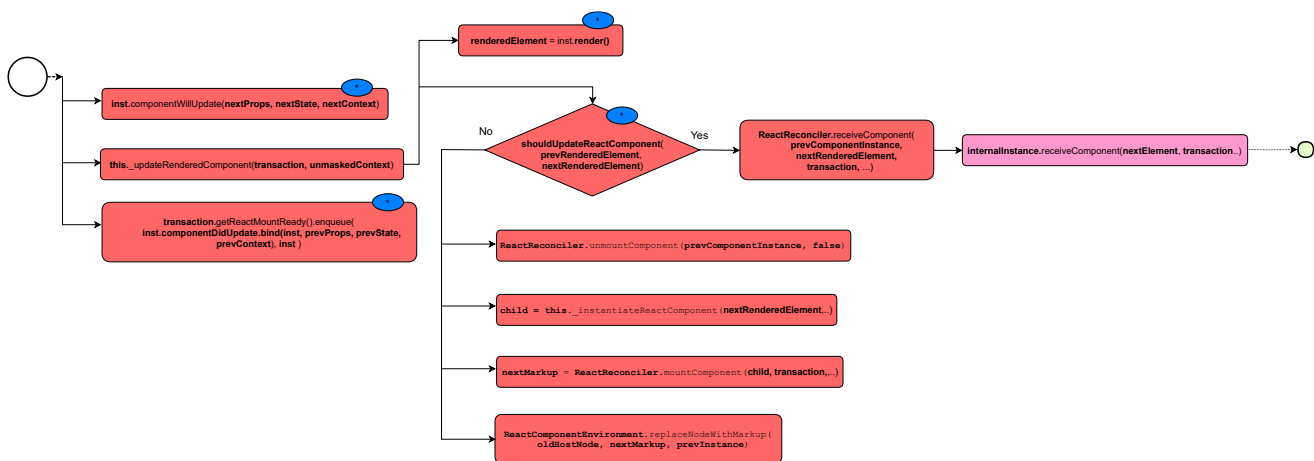 *
renderedElement = inst.render()
*
inst.componentWillUpdate(nextProps, nextState, nextContext)
this._updateRenderedComponent(transaction, unmaskedContext)
*
transaction.getReactMountReady().enqueue(
inst.componentDidUpdate.bind(inst, prevProps, prevState,
prevContext), inst )
*
No
shouldUpdateReactComponent(
prevRenderedElement,
nextRenderedElement)
Yes
ReactReconciler.receiveComponent(
prevComponentInstance,
nextRenderedElement,
transaction, ...)
internalInstance.receiveComponent(nextElement, transaction..)
ReactReconciler.unmountComponent(prevComponentInstance, false)
child = this._instantiateReactComponent(nextRenderedElement,..)
nextMarkup = ReactReconciler.mountComponent(child, transaction,,..)
ReactComponentEnvironment.replaceNodeWithMarkup(
oldHostNode, nextMarkup, prevInstance)